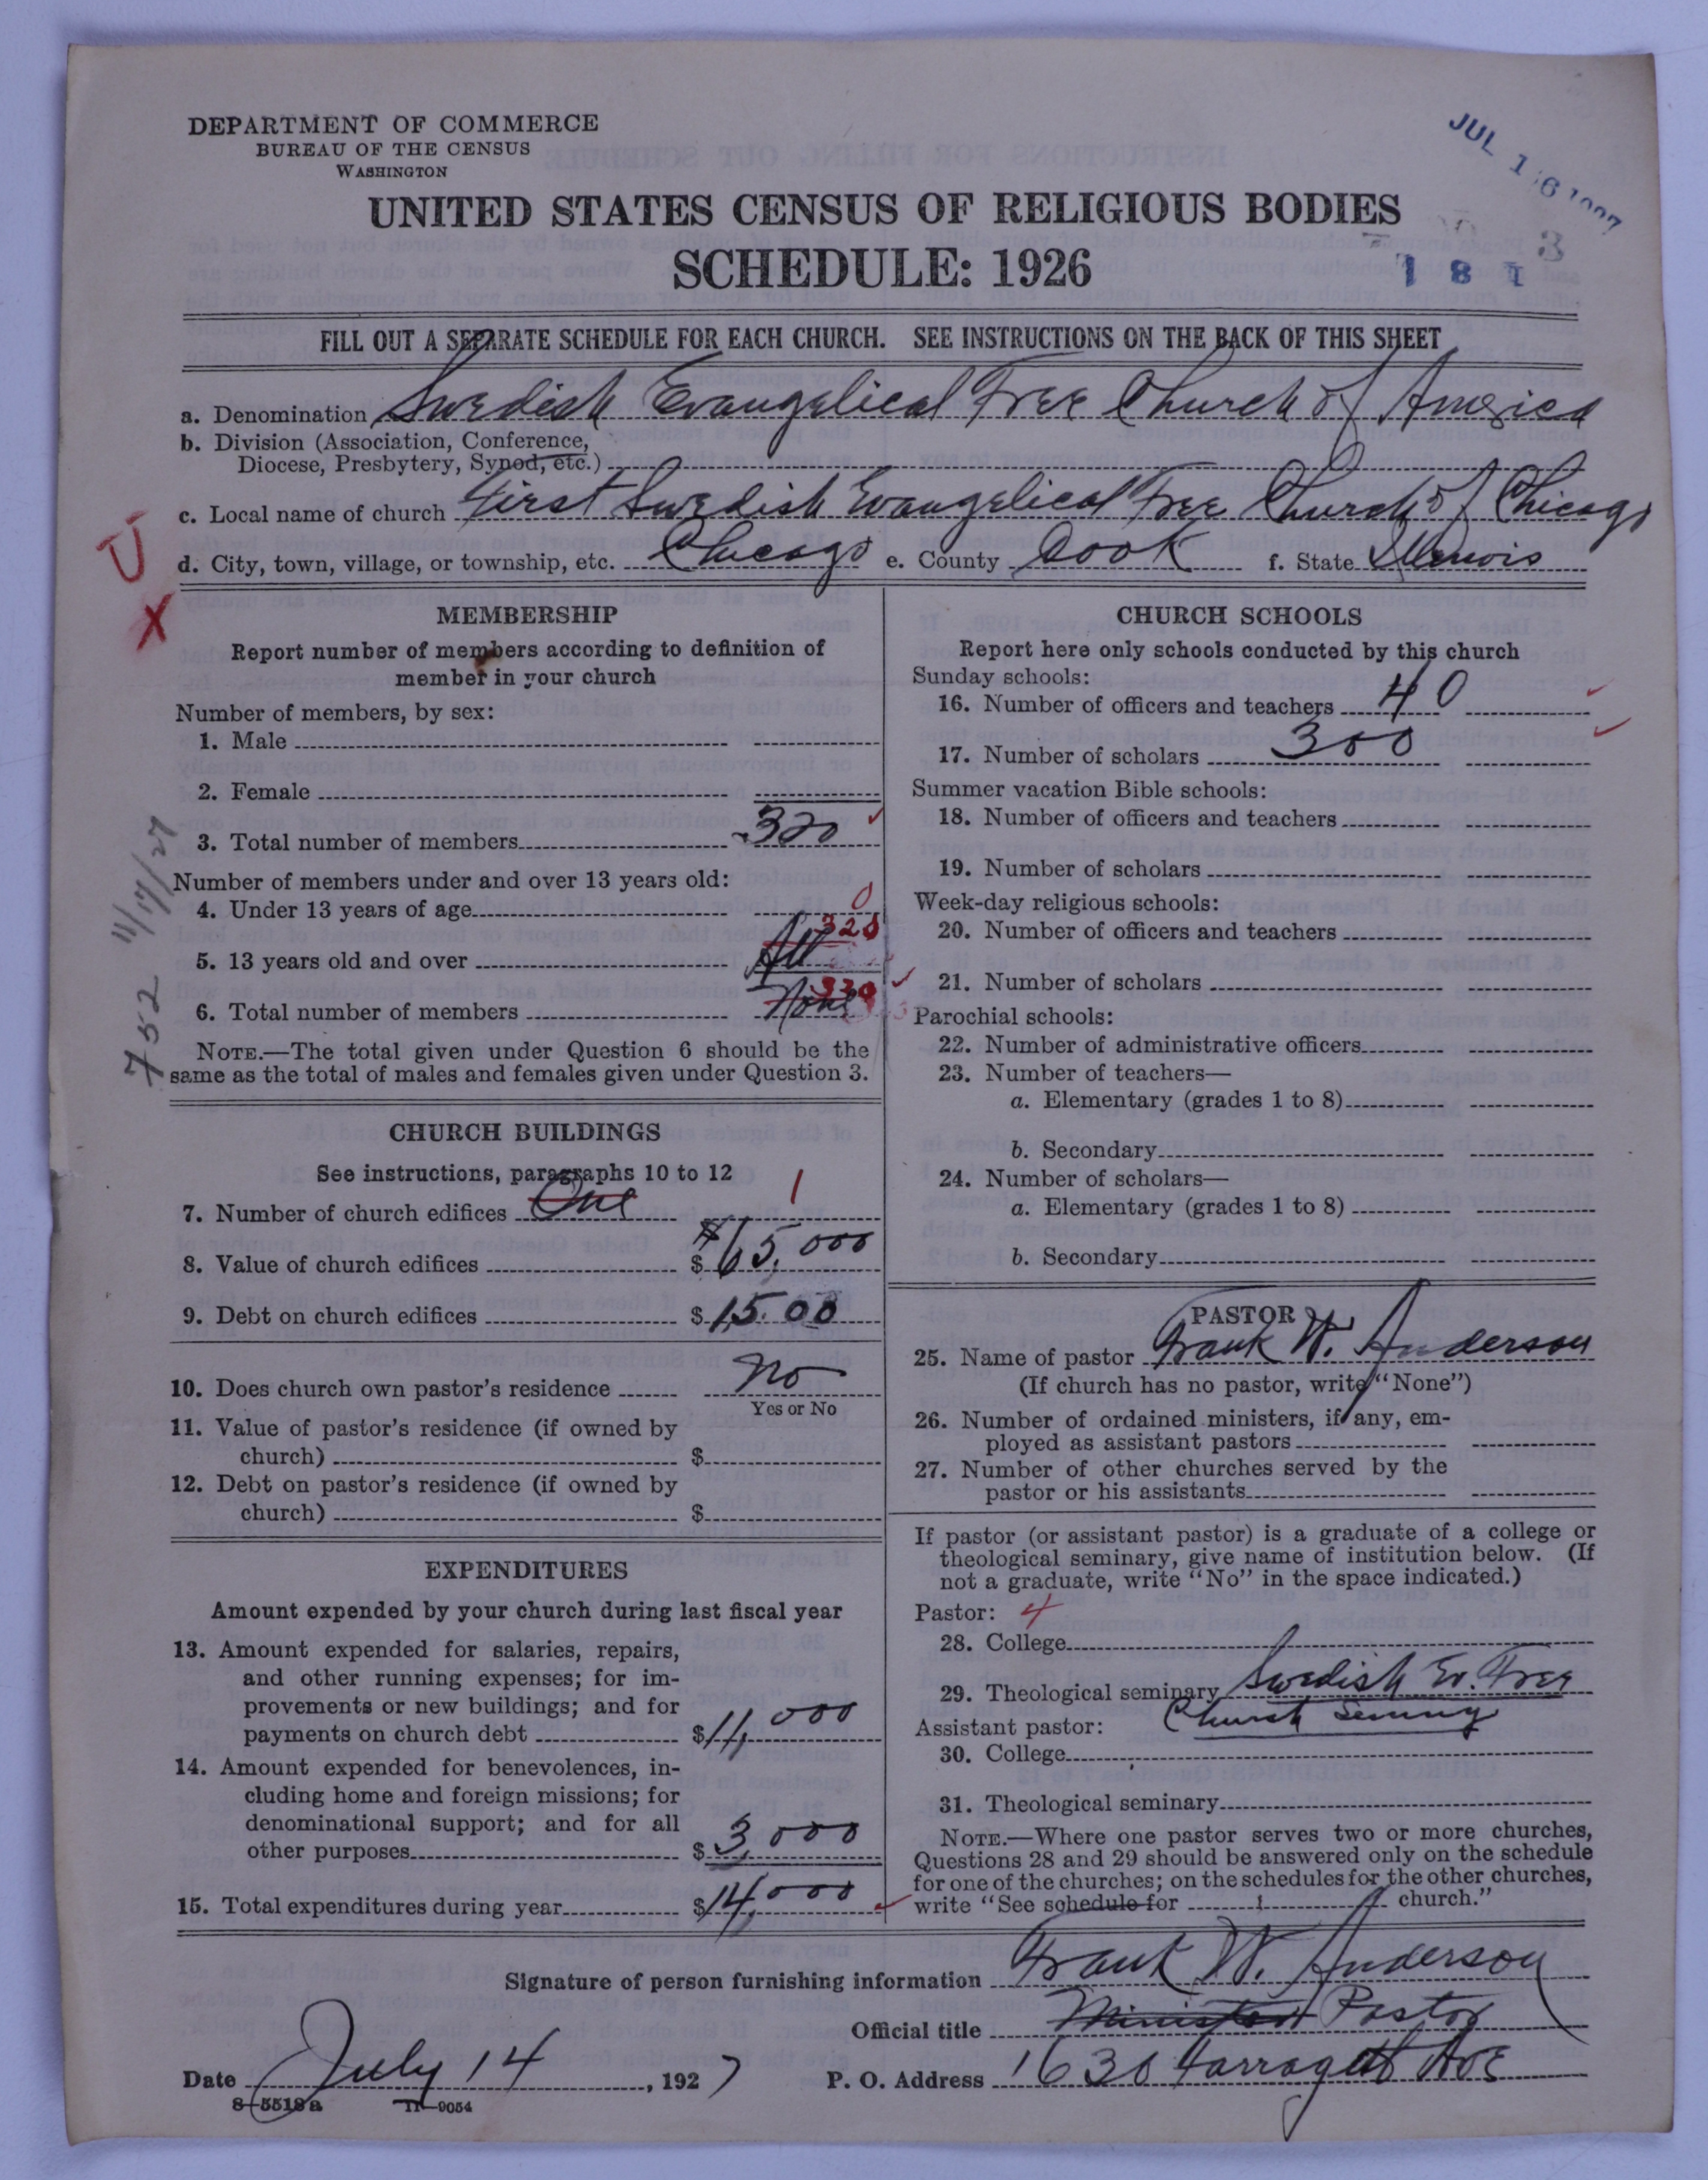 DEPARTMENT OF COMMERCE
BUREAU OF THE CENSUS
WASHINGTON
JUL 16 1927
UNITED STATES CENSUS OF RELIGIOUS BODIES
SCHEDULE: 1926
3
181
FILL OUT A SEPARATE SCHEDULE FOR EACH CHURCH. SEE INSTRUCTIONS ON THE BACK OF THIS SHEET
a. Denomination Swedish Evangelical Free Church of America
b. Division (Association, Conference,
Diocese, Presbytery, Synod, etc.)
c. Local name of church First Swedish Evangelical Free Church of Chicago
U
d. City, town, village, or township, etc. Chicago e. County Cook f. State Illinois
X
MEMBERSHIP
Report number of members according to definition of
member in your church
Number of members, by sex:
1. Male
2. Female
3. Total number of members 320
Number of members under and over 13 years old:
4. Under 13 years of age 0
5. 13 years old and over All 320
6. Total number of members None 320
NOTE.—The total given under Question 6 should be the
same as the total of males and females given under Question 3.
752 11/17/27
CHURCH BUILDINGS
See instructions, paragraphs 10 to 12
7. Number of church edifices One 1
8. Value of church edifices $ $65,000
9. Debt on church edifices $ 15.00
10. Does church own pastor's residence No
Yes or No
11. Value of pastor's residence (if owned by
church) $
12. Debt on pastor's residence (if owned by
church) $
EXPENDITURES
Amount expended by your church during last fiscal year
13. Amount expended for salaries, repairs,
and other running expenses; for im-
provements or new buildings; and for
payments on church debt $ 11,000
14. Amount expended for benevolences, in-
cluding home and foreign missions; for
denominational support; and for all
other purposes $ 3,000
15. Total expenditures during year $ 14,000
CHURCH SCHOOLS
Report here only schools conducted by this church
Sunday schools:
16. Number of officers and teachers 40
17. Number of scholars 300
Summer vacation Bible schools:
18. Number of officers and teachers
19. Number of scholars
Week-day religious schools:
20. Number of officers and teachers
21. Number of scholars
Parochial schools:
22. Number of administrative officers
23. Number of teachers—
a. Elementary (grades 1 to 8)
b. Secondary
24. Number of scholars—
a. Elementary (grades 1 to 8)
b. Secondary
PASTOR
25. Name of pastor Frank W. Anderson
(If church has no pastor, write "None")
26. Number of ordained ministers, if any, em-
ployed as assistant pastors
27. Number of other churches served by the
pastor or his assistants
If pastor (or assistant pastor) is a graduate of a college or
theological seminary, give name of institution below. (If
not a graduate, write "No" in the space indicated.)
Pastor: 4
28. College
29. Theological seminary Swedish Ev. Free
Assistant pastor: Church Seminy
30. College
31. Theological seminary
NOTE.—Where one pastor serves two or more churches,
Questions 28 and 29 should be answered only on the schedule
for one of the churches; on the schedules for the other churches,
write "See schedule for church."
Signature of person furnishing information Frank W. Anderson
Official title Minister Pastor
Date July 14, 1927 P. O. Address 1630 Farragut Ave
8—5518a 11—9054